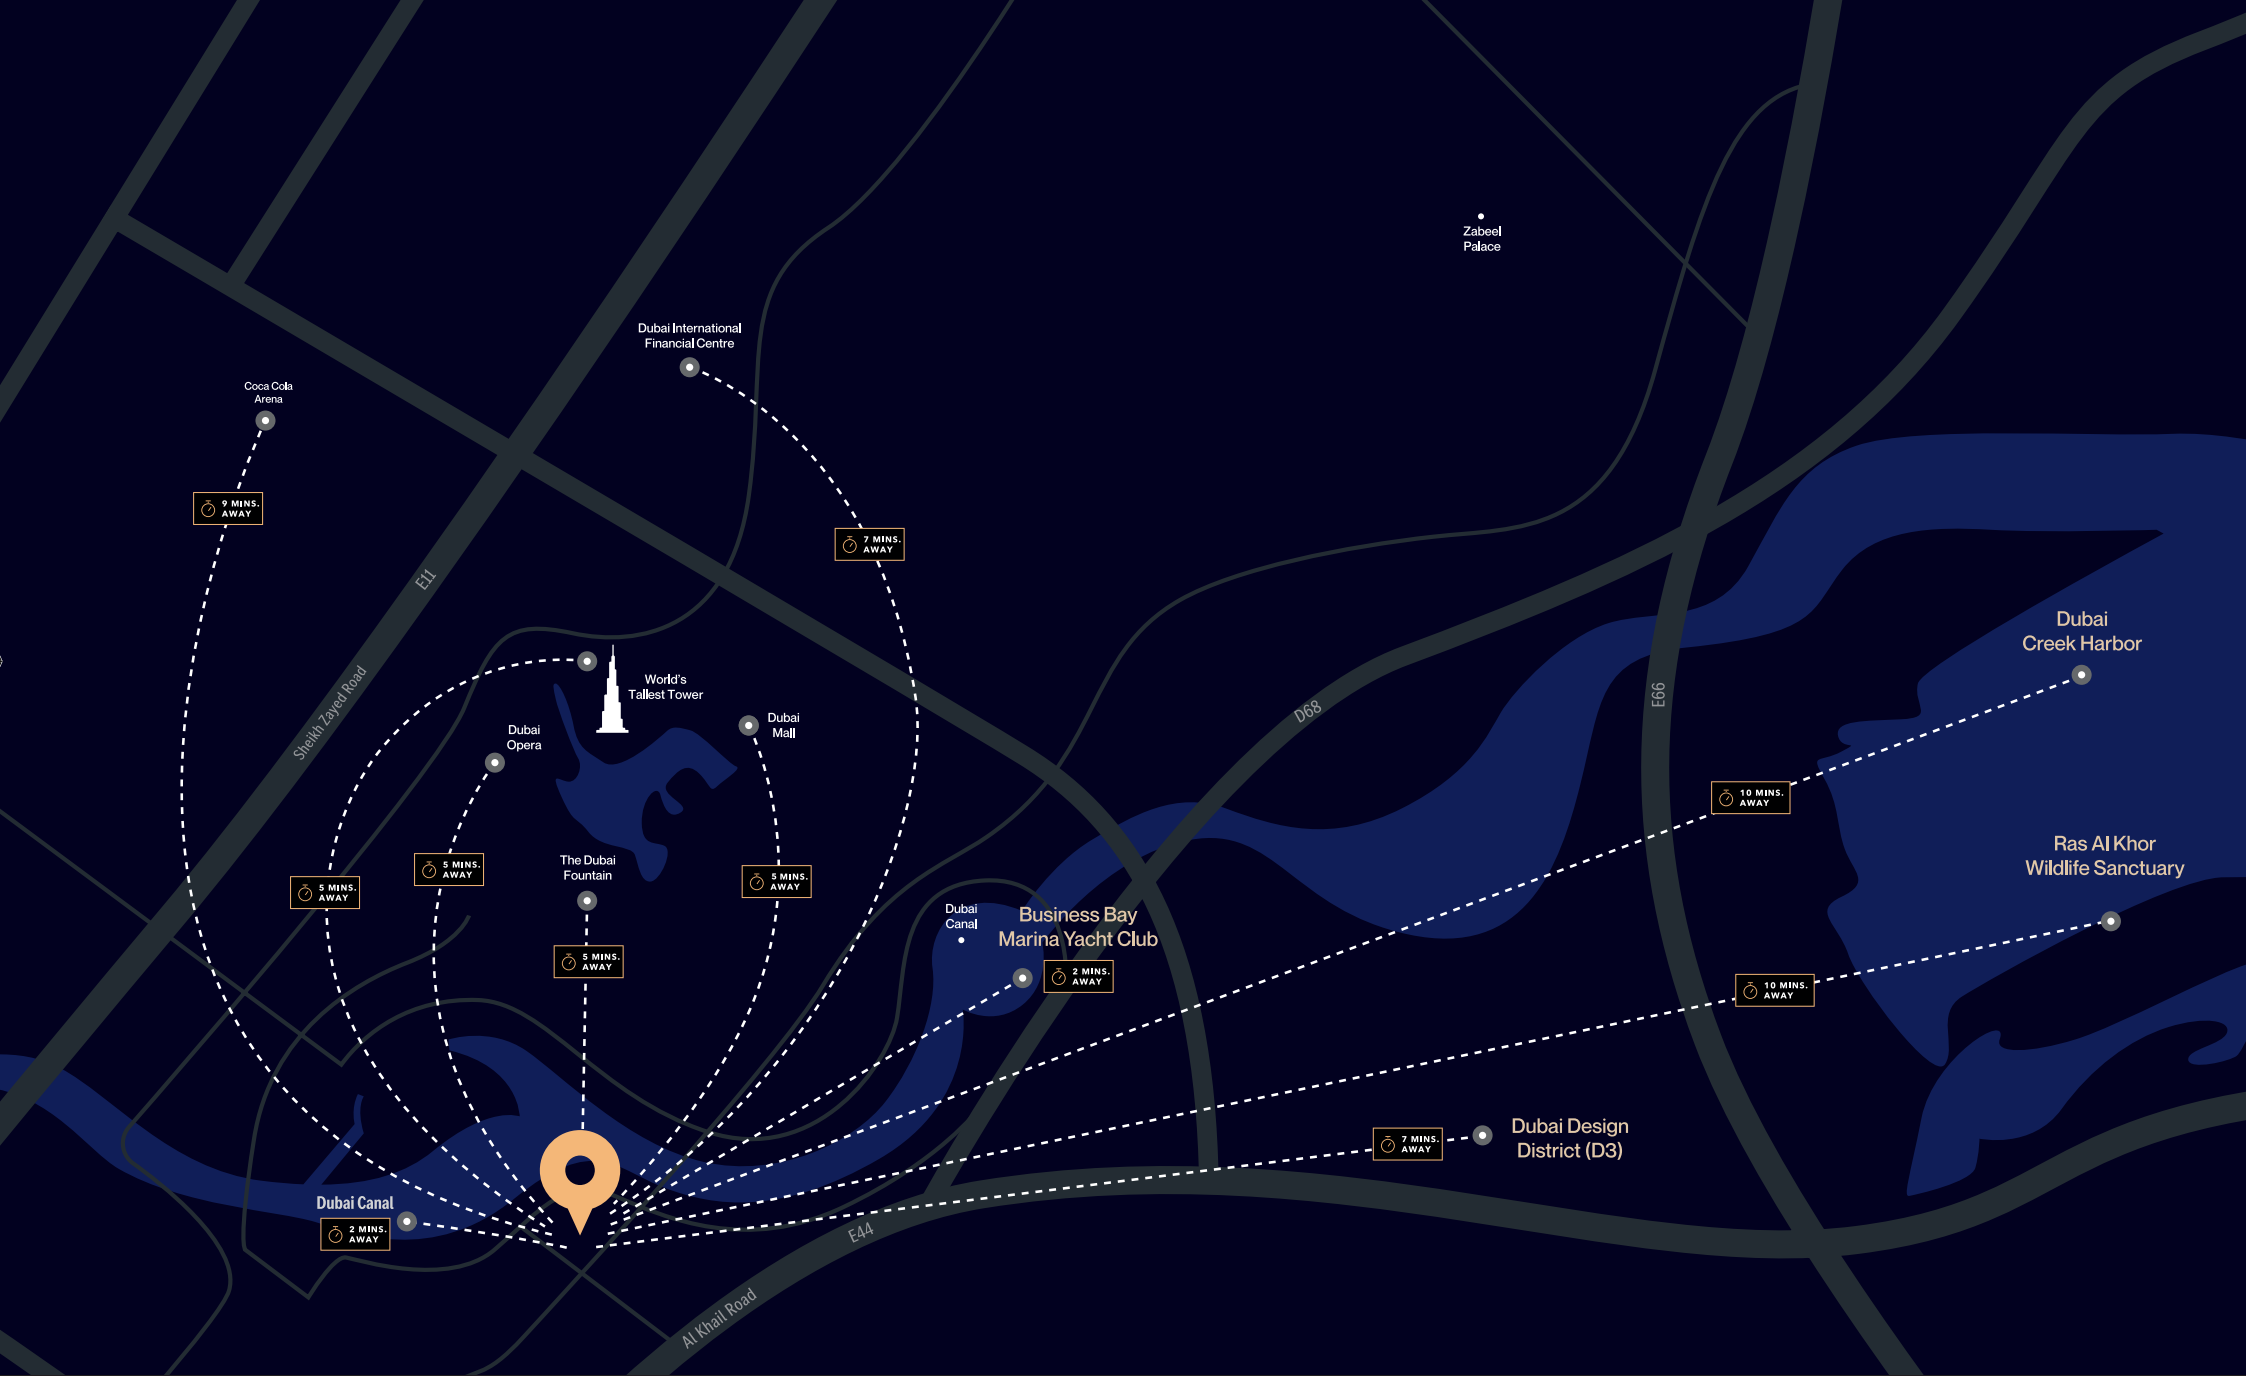 Zabeel
Palace
Dubai International
Financial Centre
Coca Cola
Arena
9 MINS.
AWAY
7 MINS.
AWAY
E11
Sheikh Zayed Road
World's
Tallest Tower
Dubai
Opera
Dubai
Mall
Dubai
Creek Harbor
E66
D68
10 MINS.
AWAY
5 MINS.
AWAY
5 MINS.
AWAY
The Dubai
Fountain
5 MINS.
AWAY
5 MINS.
AWAY
Ras Al Khor
Wildlife Sanctuary
Dubai
Canal
Business Bay
Marina Yacht Club
2 MINS.
AWAY
10 MINS.
AWAY
Dubai Design
District (D3)
7 MINS.
AWAY
Dubai Canal
2 MINS.
AWAY
E44
Al Khail Road